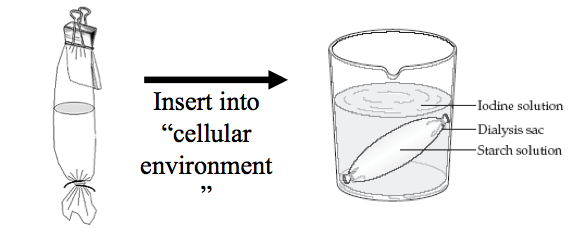 Insert into
“cellular
environment
”
Iodine solution
Dialysis sac
Starch solution